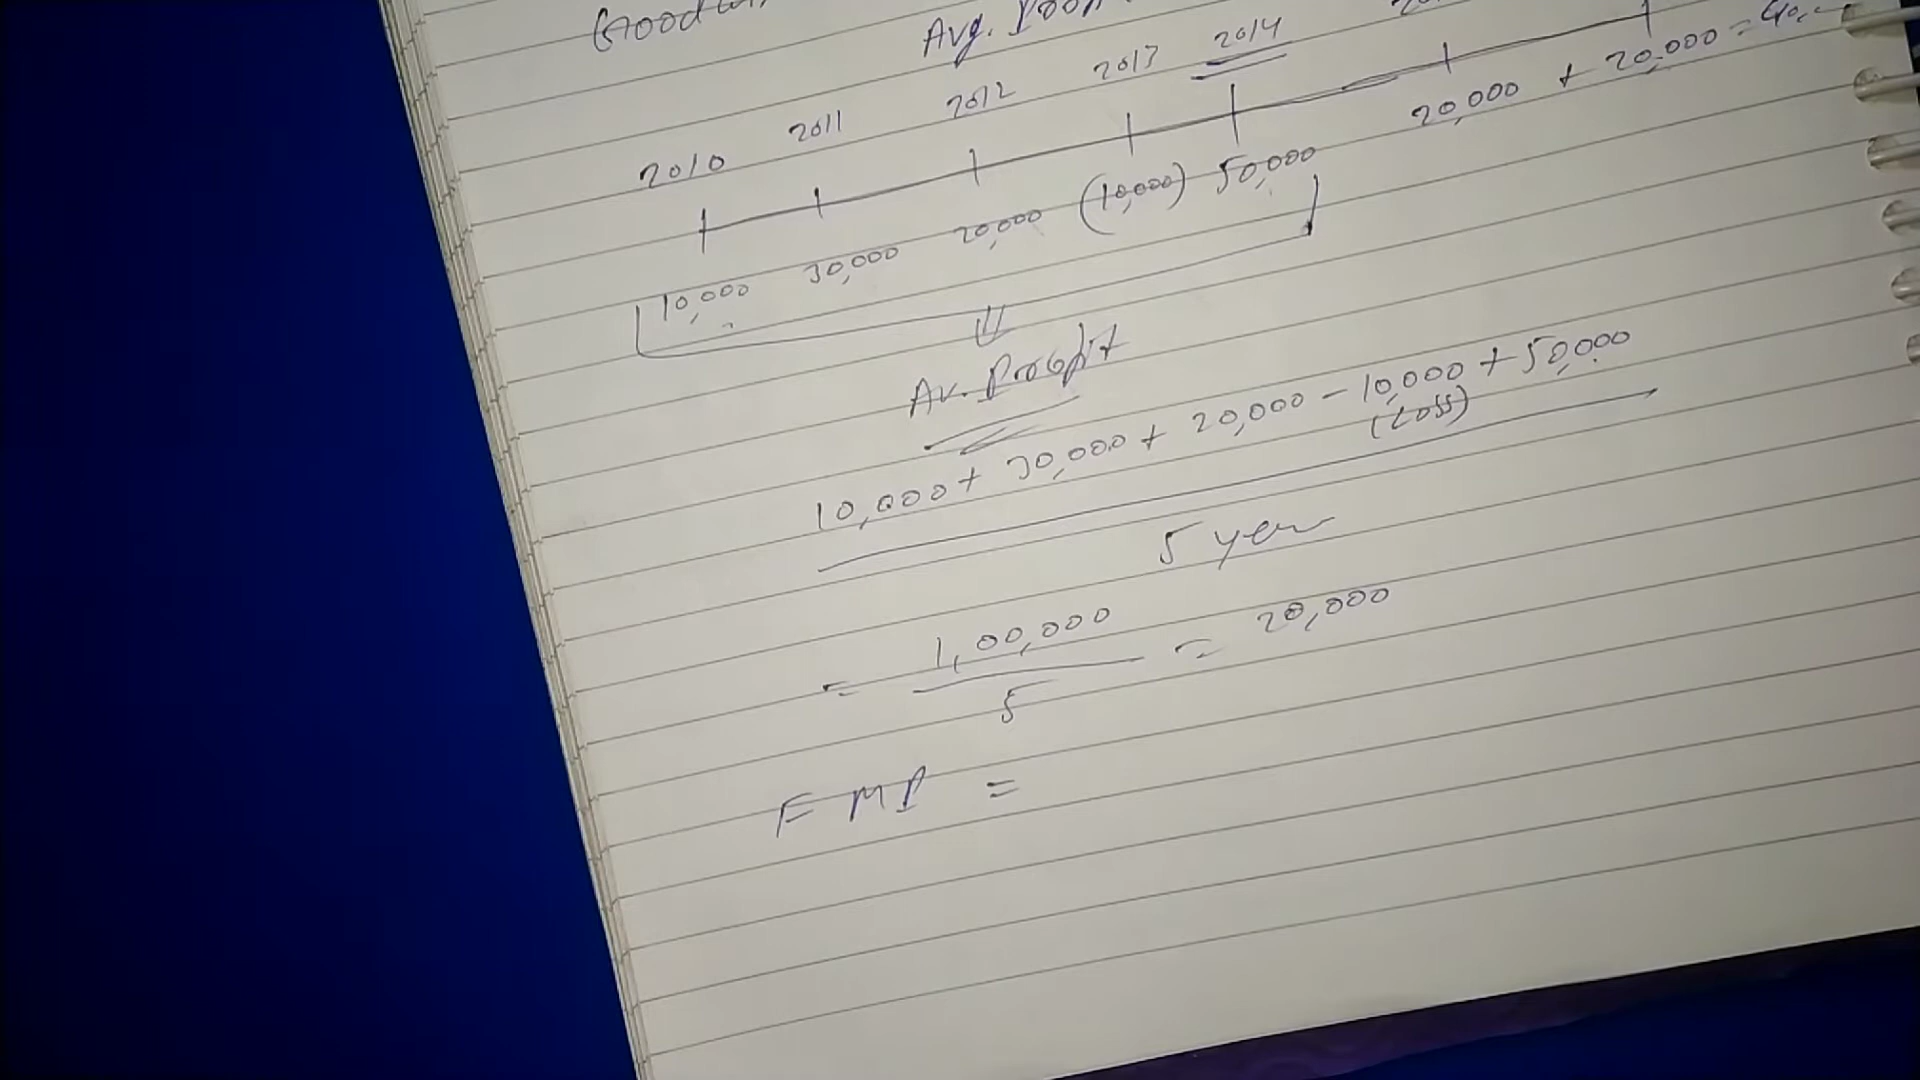 Avg.
2010 2011 2012 2013 2014
10,000 30,000 20,000 (10,000) 50,000 20,000 + 20,000 =
Av. Profit
10,000 + 30,000 + 20,000 - 10,000 + 50,000
(Loss)
5 year
= 1,00,000 / 5 = 20,000
FMP =